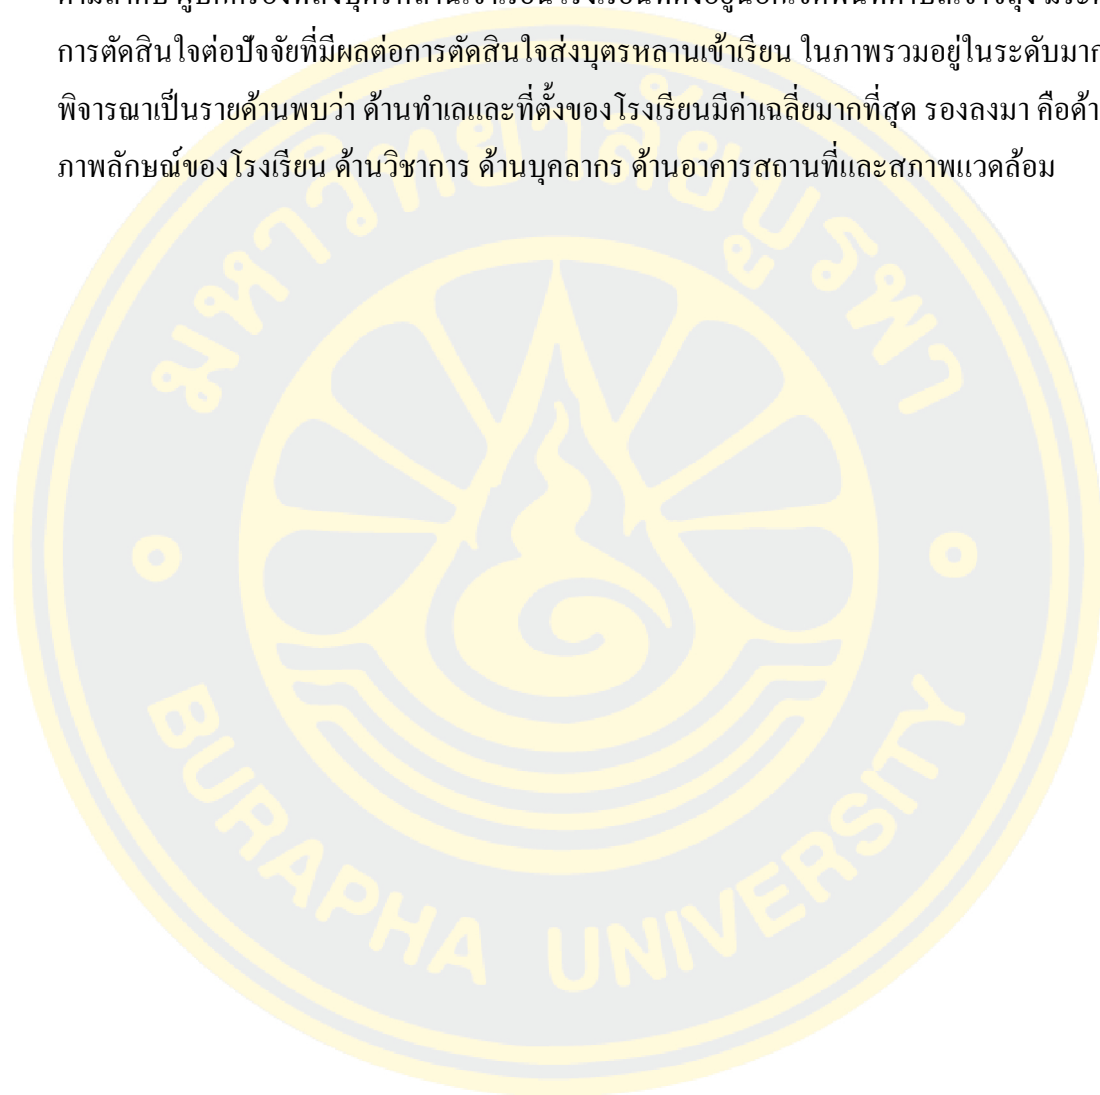 การตัดสินใจต่อปัจจัยที่มีผลต่อการตัดสินใจส่งบุตรหลานเข้าเรียน ในภาพรวมอยู่ในระดับมาก
พิจารณาเป็นรายด้านพบว่า ด้านทำเลและที่ตั้งของโรงเรียนมีค่าเฉลี่ยมากที่สุด รองลงมา คือด้า
ภาพลักษณ์ของโรงเรียน ด้านวิชาการ ด้านบุคลากร ด้านอาคารสถานที่และสภาพแวดล้อม
มหาวิทยาลัยบูรพา
BURAPHA UNIVERSITY